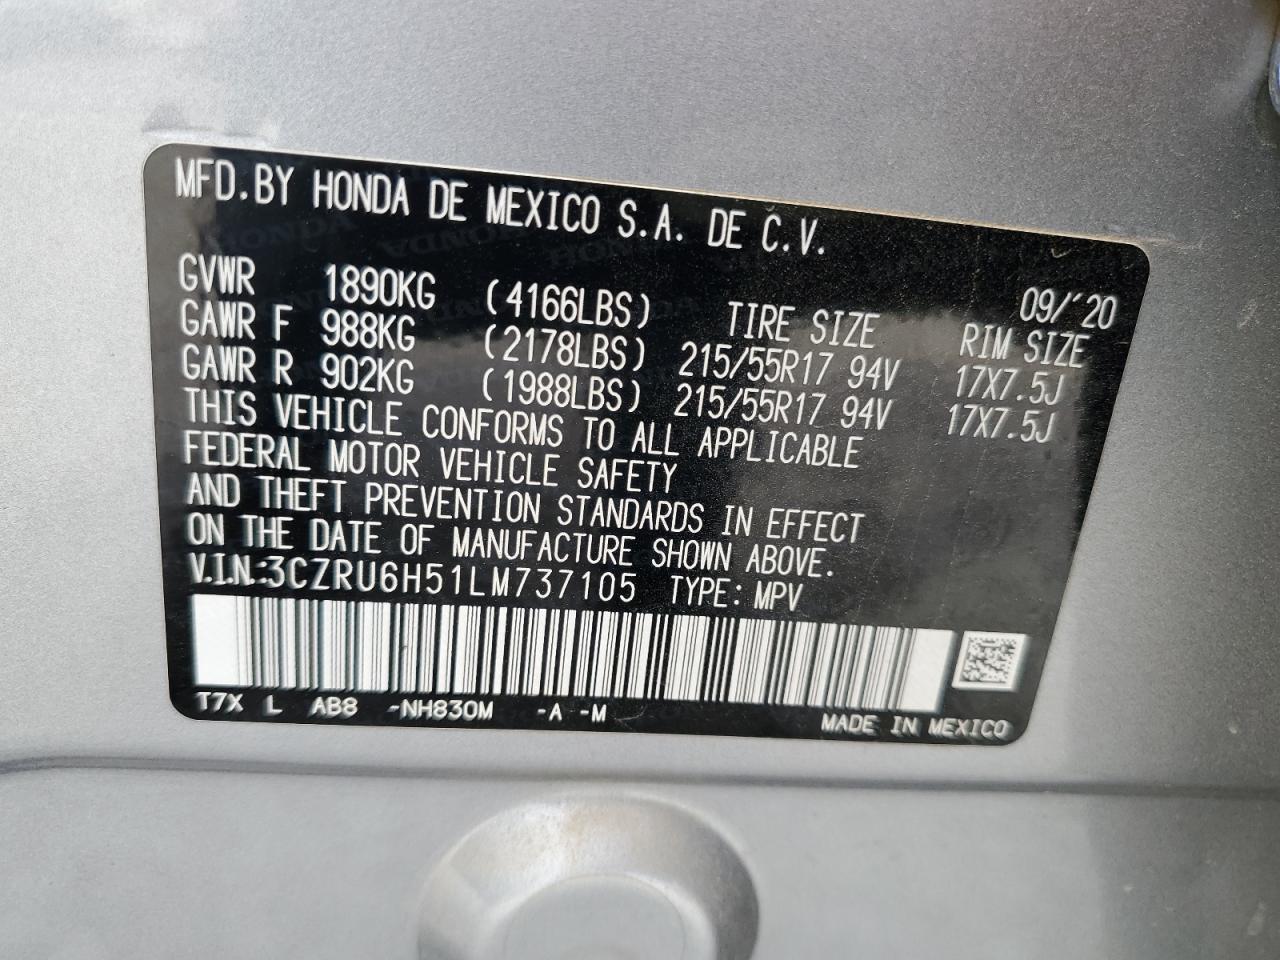 MFD.BY HONDA DE MEXICO S.A. DE C.V.
09/'20
GVWR 1890KG (4166LBS) TIRE SIZE RIM SIZE
GAWR F 988KG (2178LBS) 215/55R17 94V 17X7.5J
GAWR R 902KG (1988LBS) 215/55R17 94V 17X7.5J
THIS VEHICLE CONFORMS TO ALL APPLICABLE
FEDERAL MOTOR VEHICLE SAFETY
AND THEFT PREVENTION STANDARDS IN EFFECT
ON THE DATE OF MANUFACTURE SHOWN ABOVE.
V.I.N.:3CZRU6H51LM737105 TYPE: MPV
T7X L AB8 -NH830M -A -M
MADE IN MEXICO